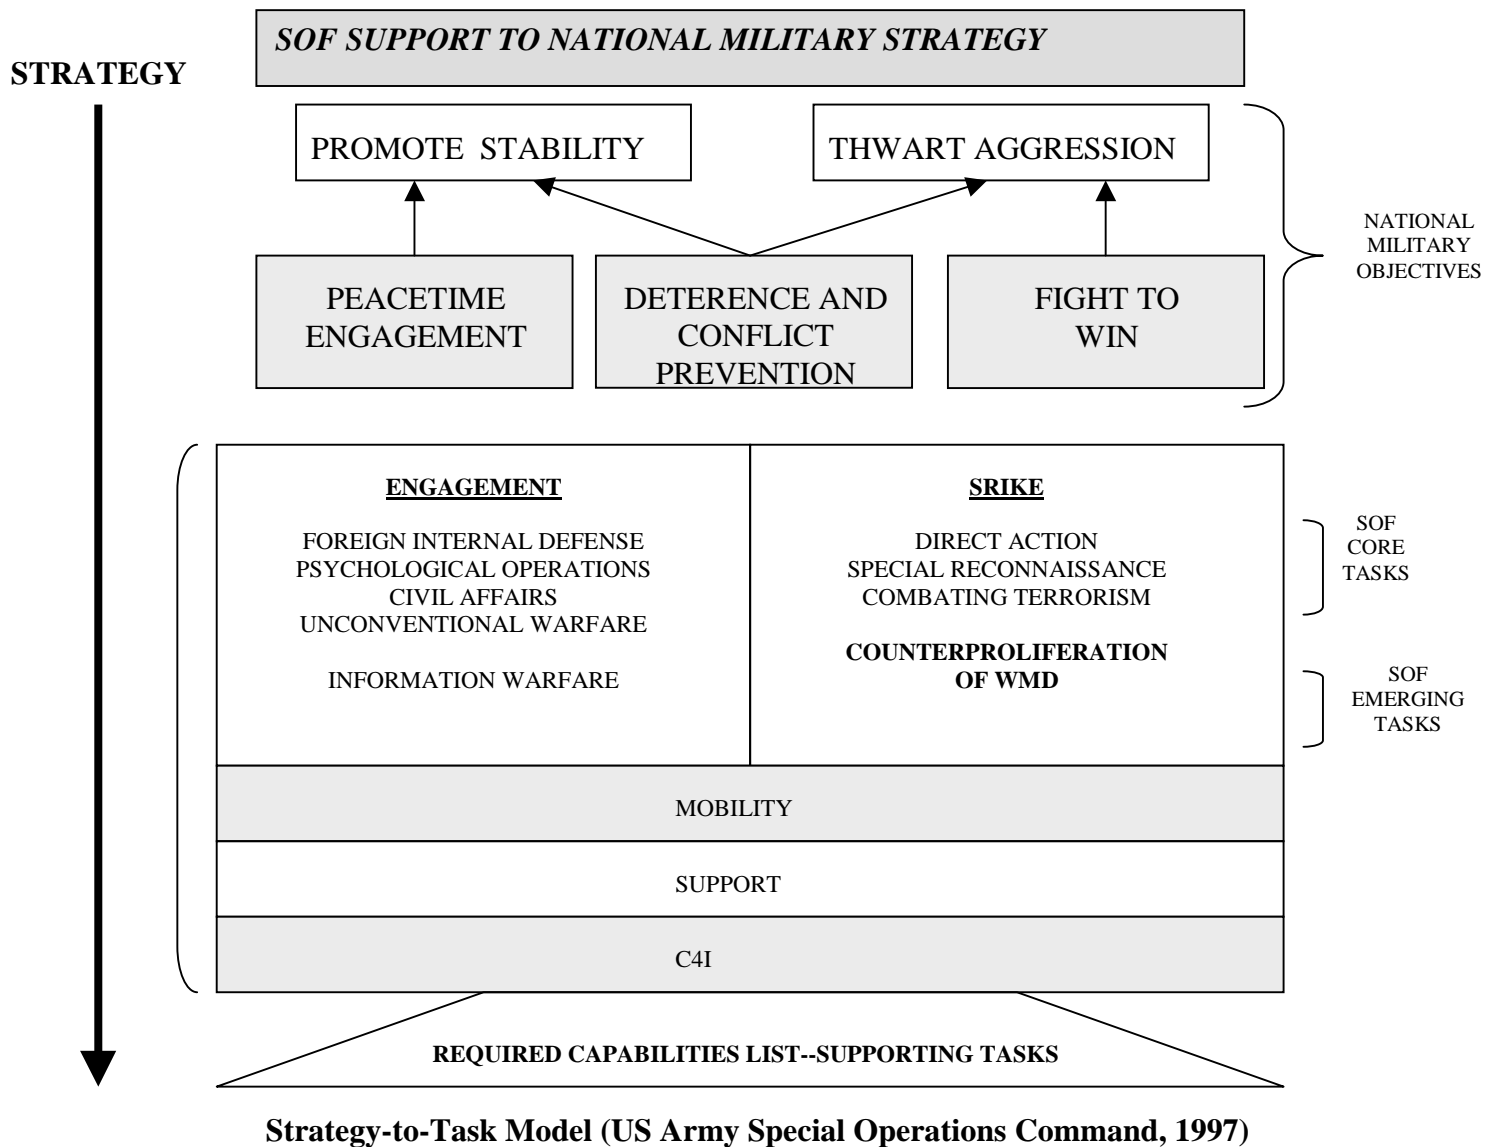 SOF SUPPORT TO NATIONAL MILITARY STRATEGY
STRATEGY
PROMOTE STABILITY
THWART AGGRESSION
NATIONAL
MILITARY
OBJECTIVES
PEACETIME
ENGAGEMENT
DETERENCE AND
CONFLICT
PREVENTION
FIGHT TO
WIN
ENGAGEMENT
FOREIGN INTERNAL DEFENSE
PSYCHOLOGICAL OPERATIONS
CIVIL AFFAIRS
UNCONVENTIONAL WARFARE
INFORMATION WARFARE
SRIKE
DIRECT ACTION
SPECIAL RECONNAISSANCE
COMBATING TERRORISM
COUNTERPROLIFERATION
OF WMD
SOF
CORE
TASKS
SOF
EMERGING
TASKS
MOBILITY
SUPPORT
C4I
REQUIRED CAPABILITIES LIST--SUPPORTING TASKS
Strategy-to-Task Model (US Army Special Operations Command, 1997)